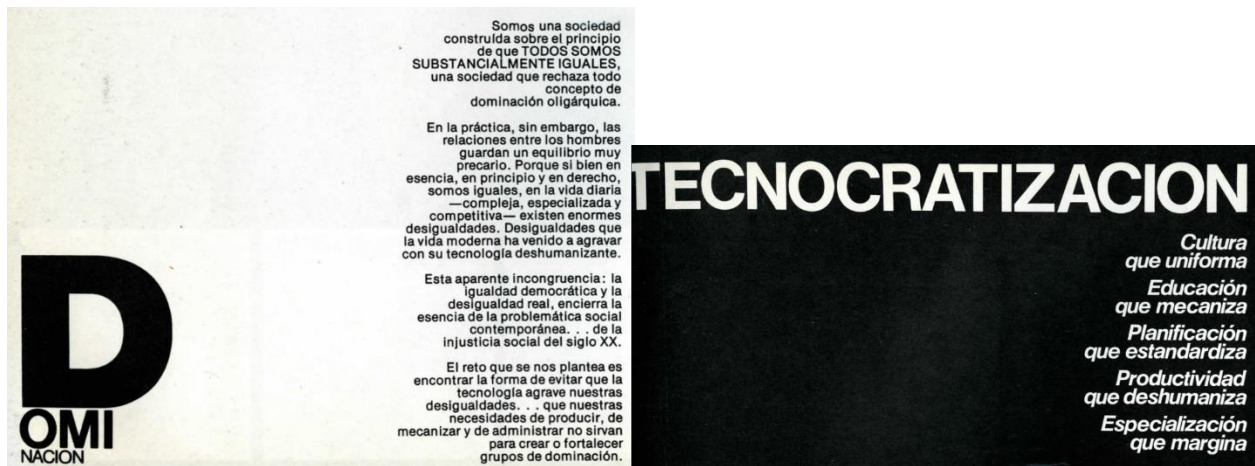 Somos una sociedad
construída sobre el principio
de que TODOS SOMOS
SUBSTANCIALMENTE IGUALES,
una sociedad que rechaza todo
concepto de
dominación oligárquica.
En la práctica, sin embargo, las
relaciones entre los hombres
guardan un equilibrio muy
precario. Porque si bien en
esencia, en principio y en derecho,
somos iguales, en la vida diaria
—compleja, especializada y
competitiva— existen enormes
desigualdades. Desigualdades que
la vida moderna ha venido a agravar
con su tecnología deshumanizante.
Esta aparente incongruencia: la
igualdad democrática y la
desigualdad real, encierra la
esencia de la problemática social
contemporánea. . . de la
injusticia social del siglo XX.
El reto que se nos plantea es
encontrar la forma de evitar que la
tecnología agrave nuestras
desigualdades. . . que nuestras
necesidades de producir, de
mecanizar y de administrar no sirvan
para crear o fortalecer
grupos de dominación.
D
OMI
NACION
TECNOCRATIZACION
Cultura
que uniforma
Educación
que mecaniza
Planificación
que estandardiza
Productividad
que deshumaniza
Especialización
que margina